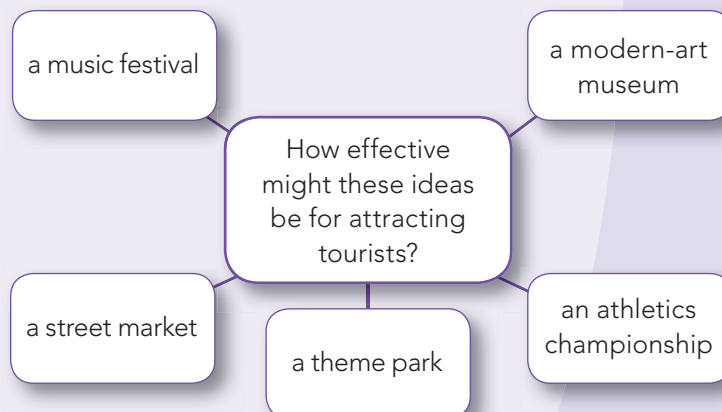 a music festival
a modern-art
museum
How effective
might these ideas
be for attracting
tourists?
a street market
a theme park
an athletics
championship